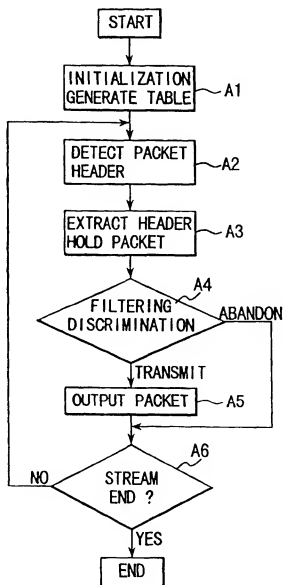 START
INITIALIZATION
GENERATE TABLE
A1
DETECT PACKET
HEADER
A2
EXTRACT HEADER
HOLD PACKET
A3
A4
FILTERING
DISCRIMINATION
ABANDON
TRANSMIT
OUTPUT PACKET
A5
A6
NO
STREAM
END ?
YES
END